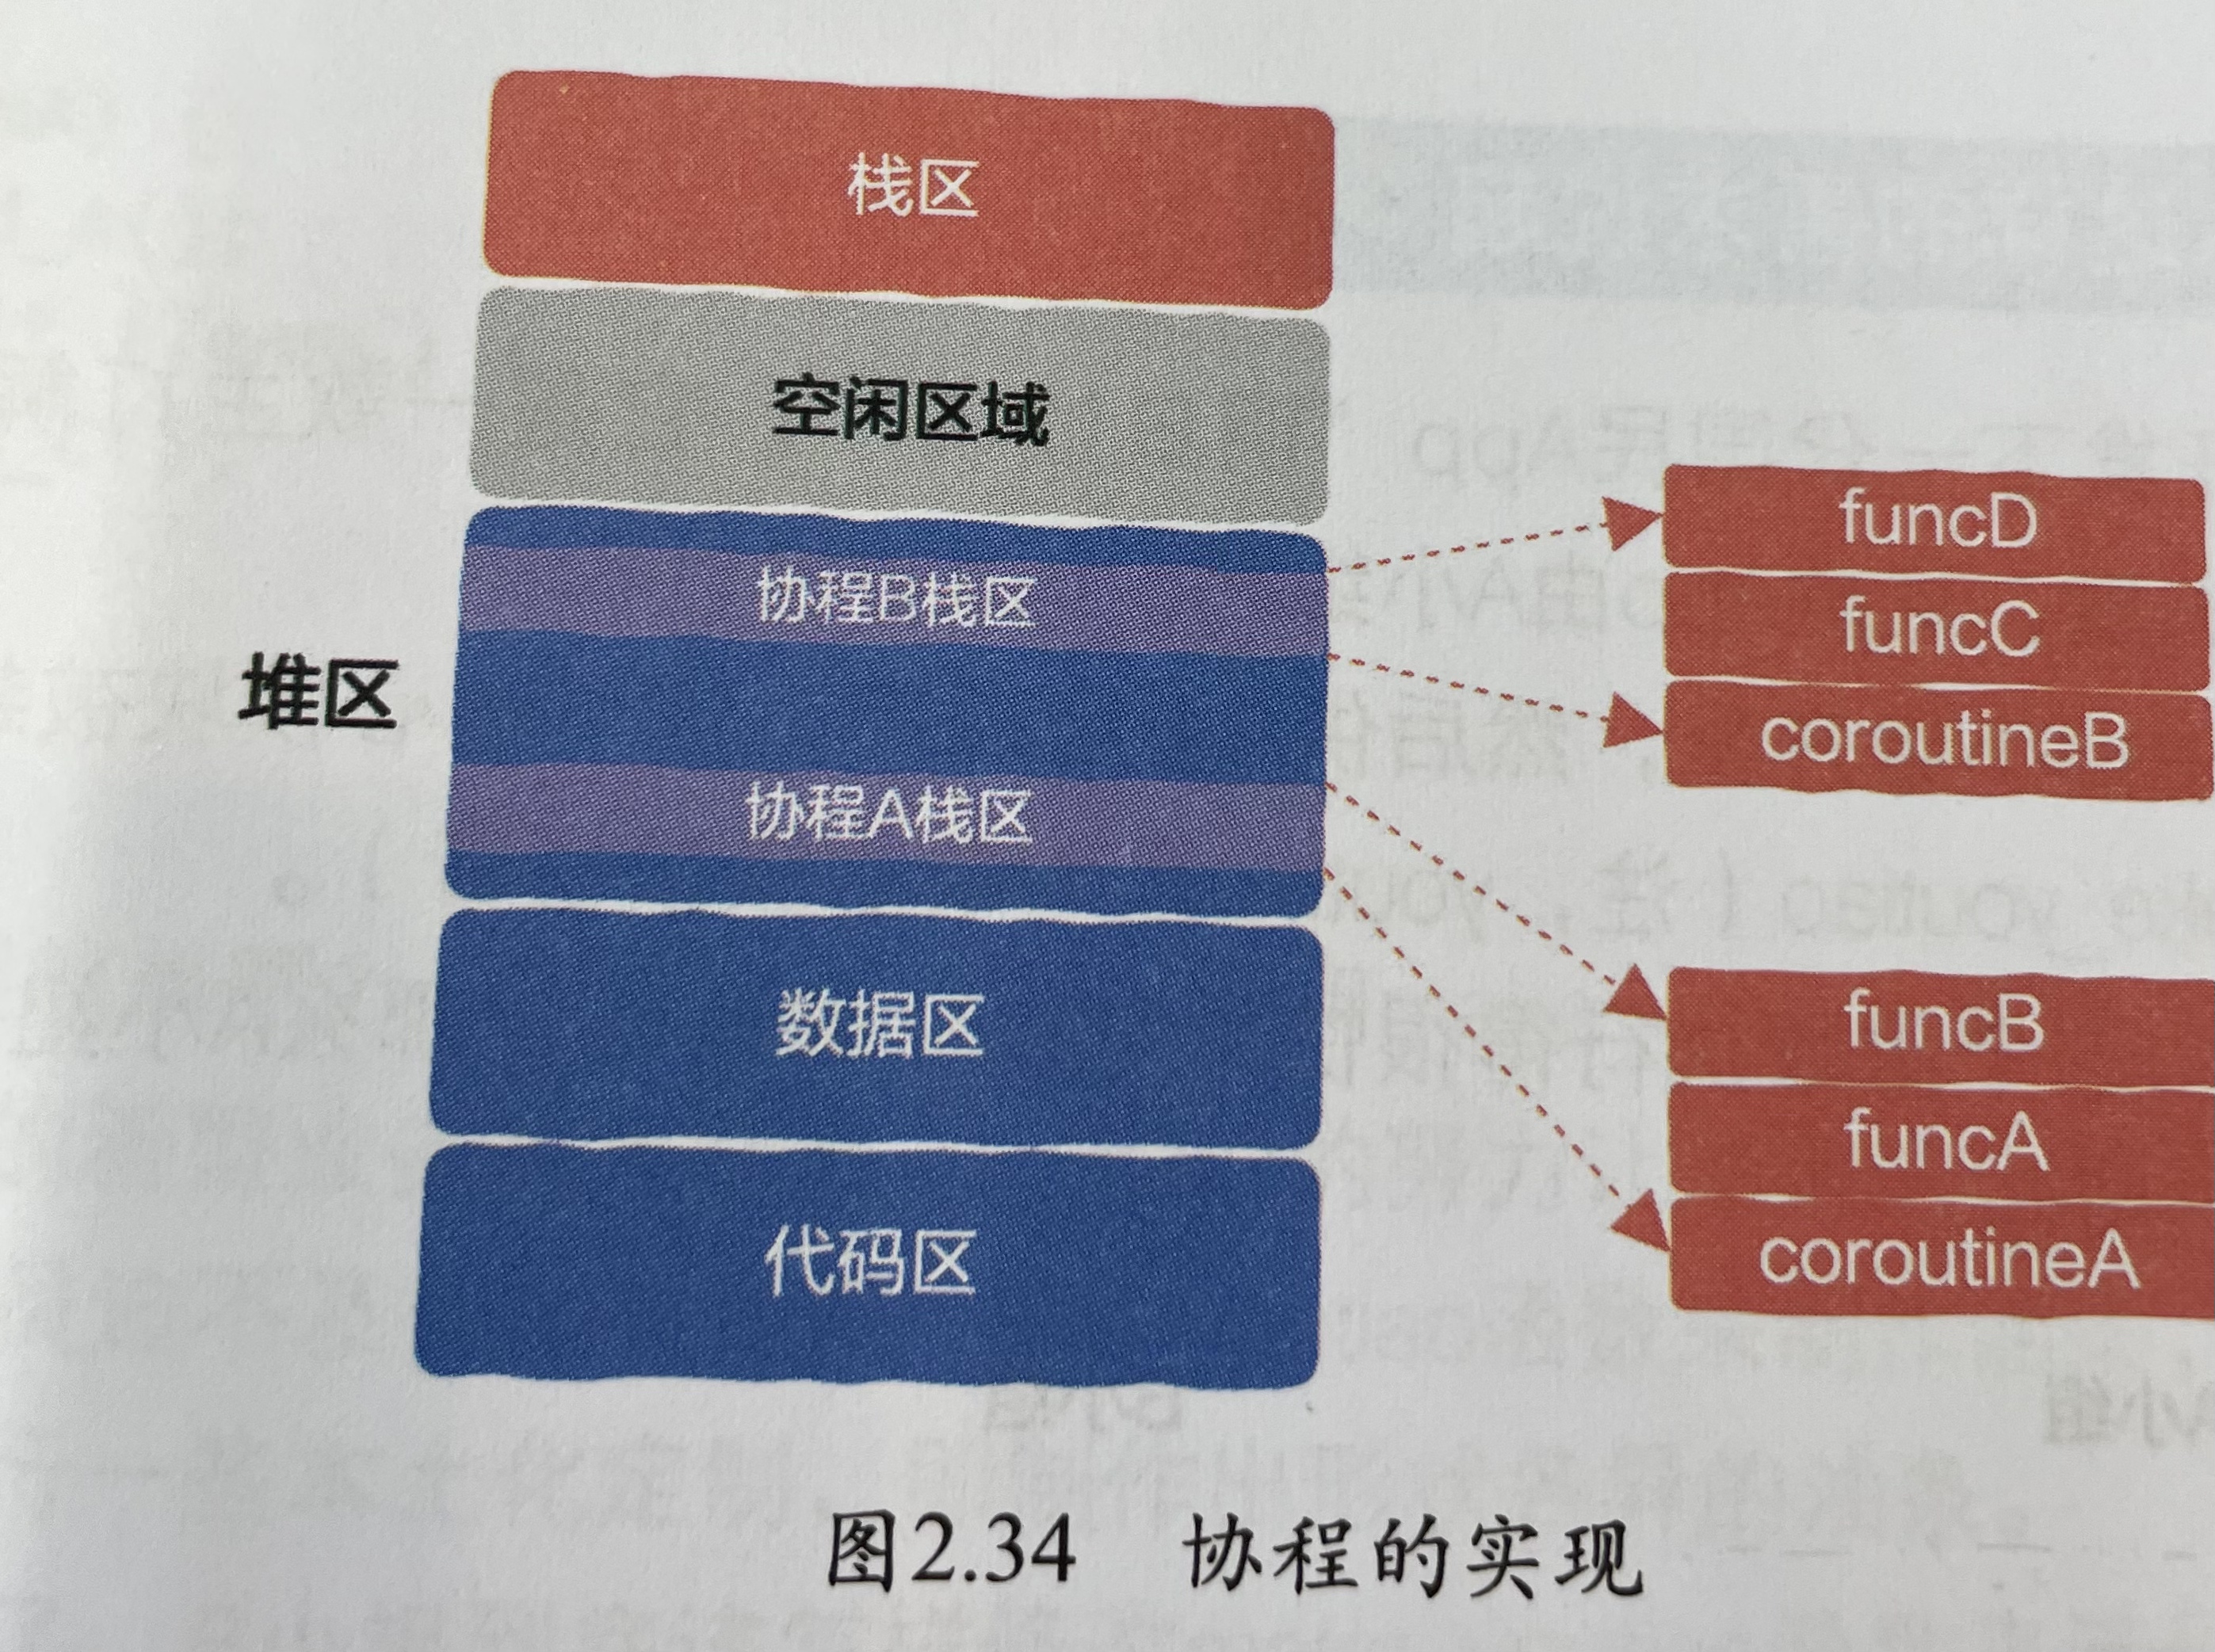 栈区
空闲区域
堆区
协程B栈区
协程A栈区
数据区
代码区
funcD
funcC
coroutineB
funcB
funcA
coroutineA
图2.34 协程的实现